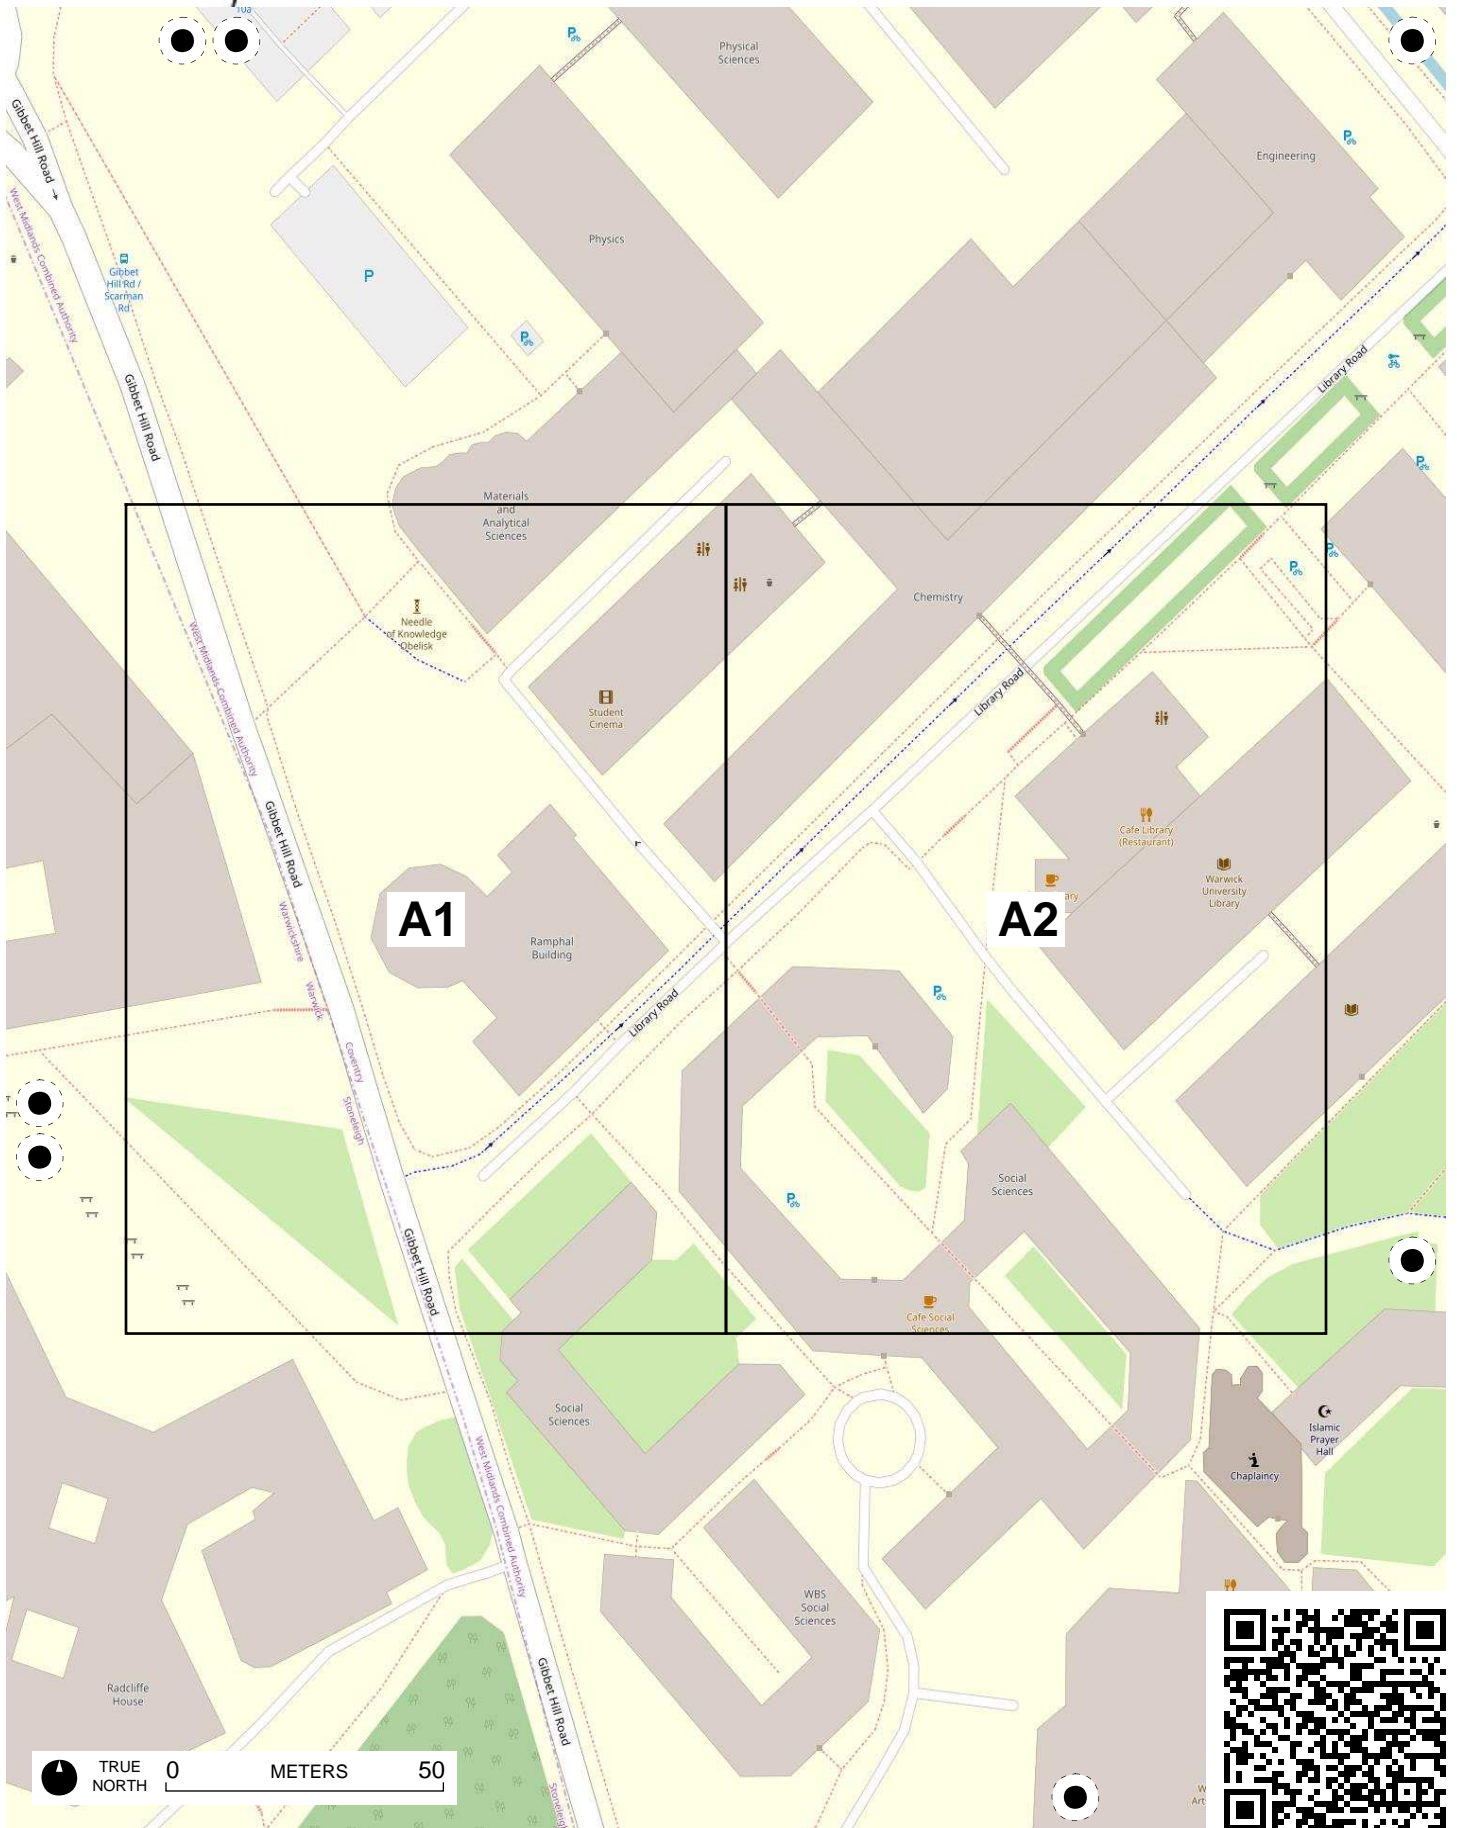 10a
Physical
Sciences
Gibbet Hill Road
Engineering
West Midlands Combined Authority
Physics
P
Gibbet
Hill Rd /
Scarman
Rd
Library Road
Gibbet Hill Road
Materials
and
Analytical
Sciences
Needle
of Knowledge
Obelisk
Chemistry
West Midlands Combined Authority
Library Road
Student
Cinema
Gibbet Hill Road
Cafe Library
(Restaurant)
Warwick
University
Library
ary
A1
A2
Warwickshire
Ramphal
Building
Warwick
Library Road
Coventry
Stoneleigh
Social
Sciences
Gibbet Hill Road
Cafe Social
Sciences
Social
Sciences
Islamic
Prayer
Hall
Chaplaincy
West Midlands Combined Authority
WBS
Social
Sciences
Gibbet Hill Road
Radcliffe
House
TRUE
NORTH
0 METERS 50
Stoneleigh
W
Art